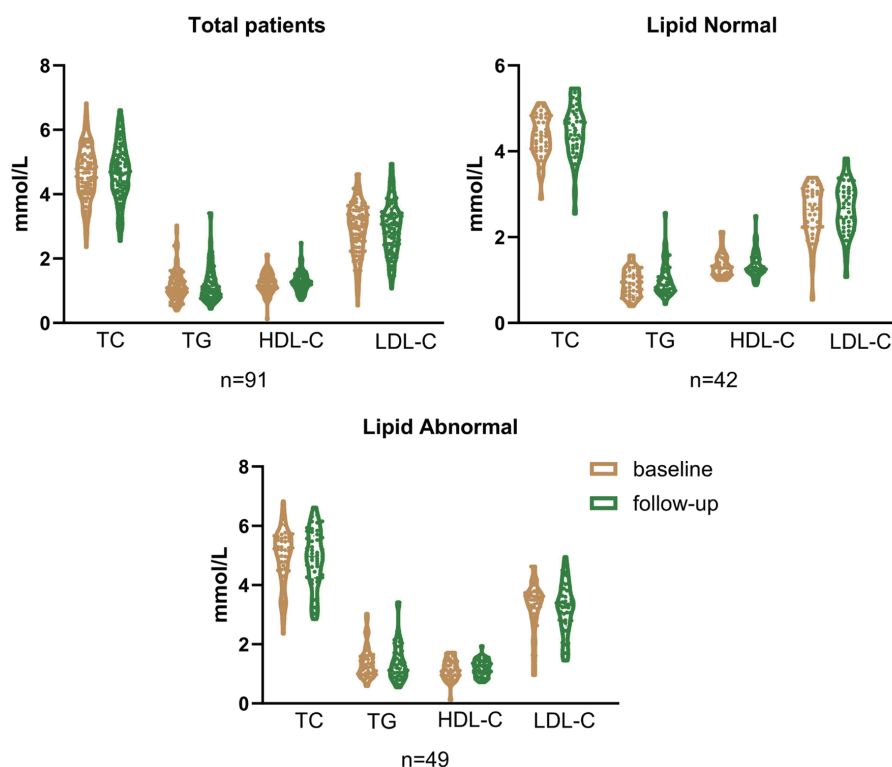 Total patients
8
6
4
2
0
mmol/L
TC TG HDL-C LDL-C
n=91
Lipid Normal
6
4
2
0
mmol/L
TC TG HDL-C LDL-C
n=42
Lipid Abnormal
8
6
4
2
0
mmol/L
TC TG HDL-C LDL-C
n=49
baseline
follow-up